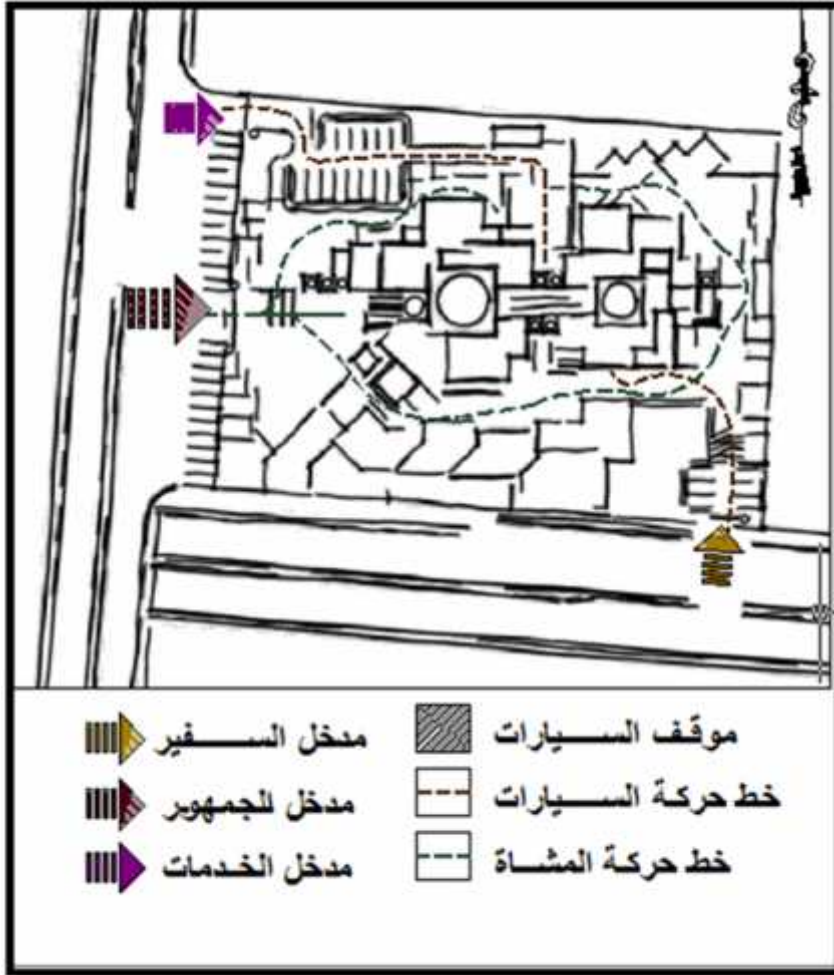 موقف السيارات
خط حركة السيارات
خط حركة المشاة
مدخل السفير
مدخل للجمهور
مدخل الخدمات